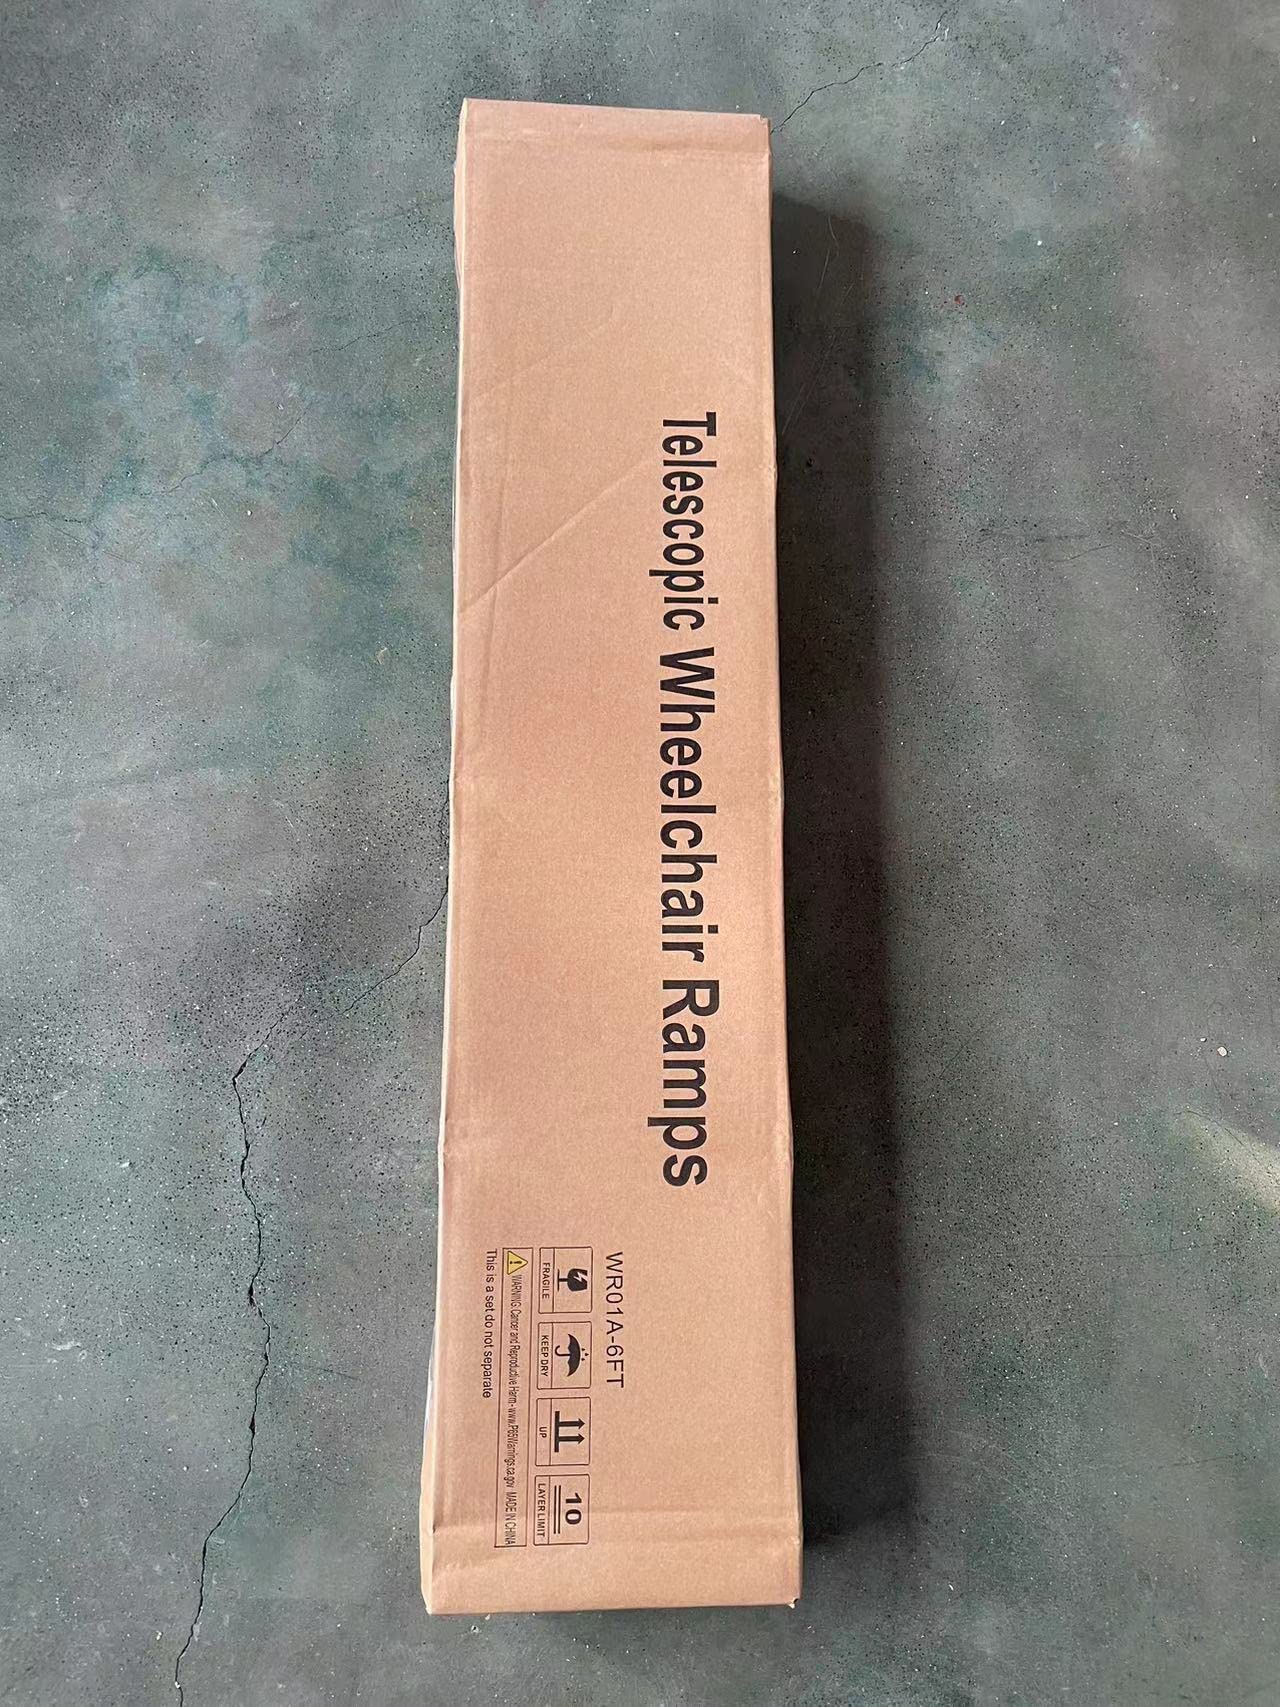 Telescopic Wheelchair Ramps
WR01A-6FT
FRAGILE
KEEP DRY
UP
10
LAYER LIMIT
WARNING: Cancer and Reproductive Harm - www.P65Warnings.ca.gov MADE IN CHINA
This is a set do not separate